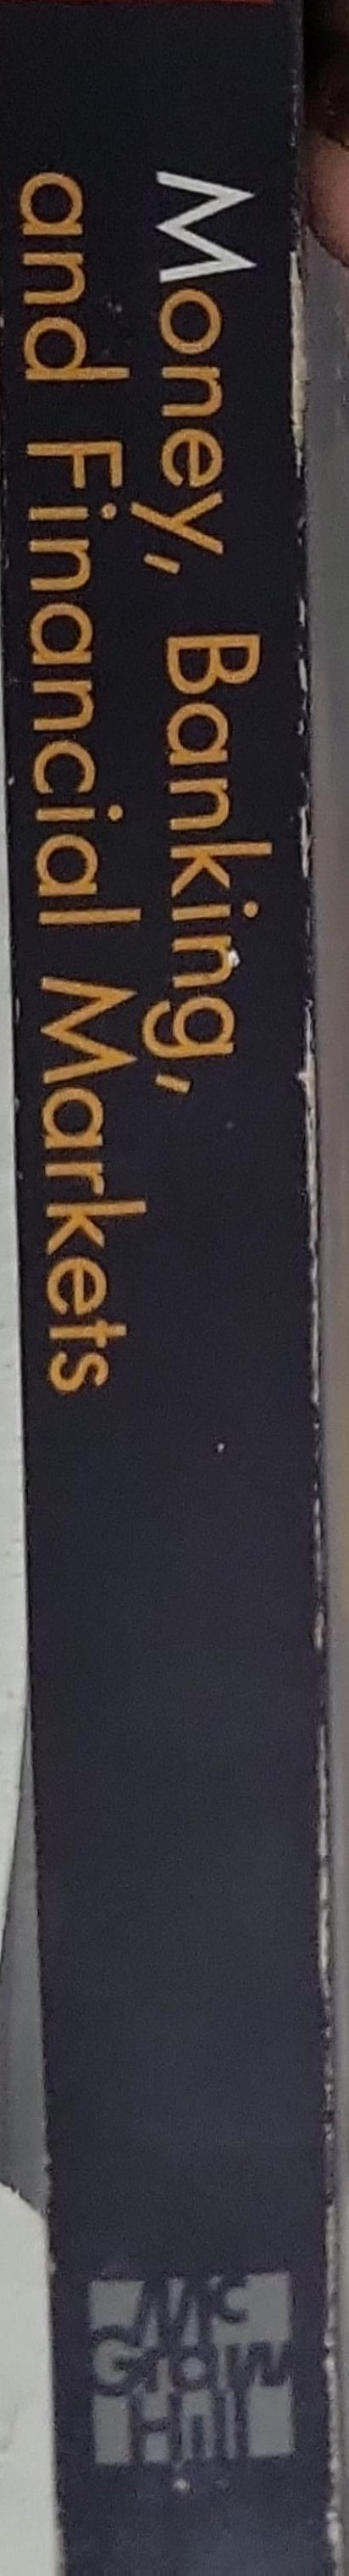 Money, Banking,
and Financial Markets
Mc
Graw
Hill